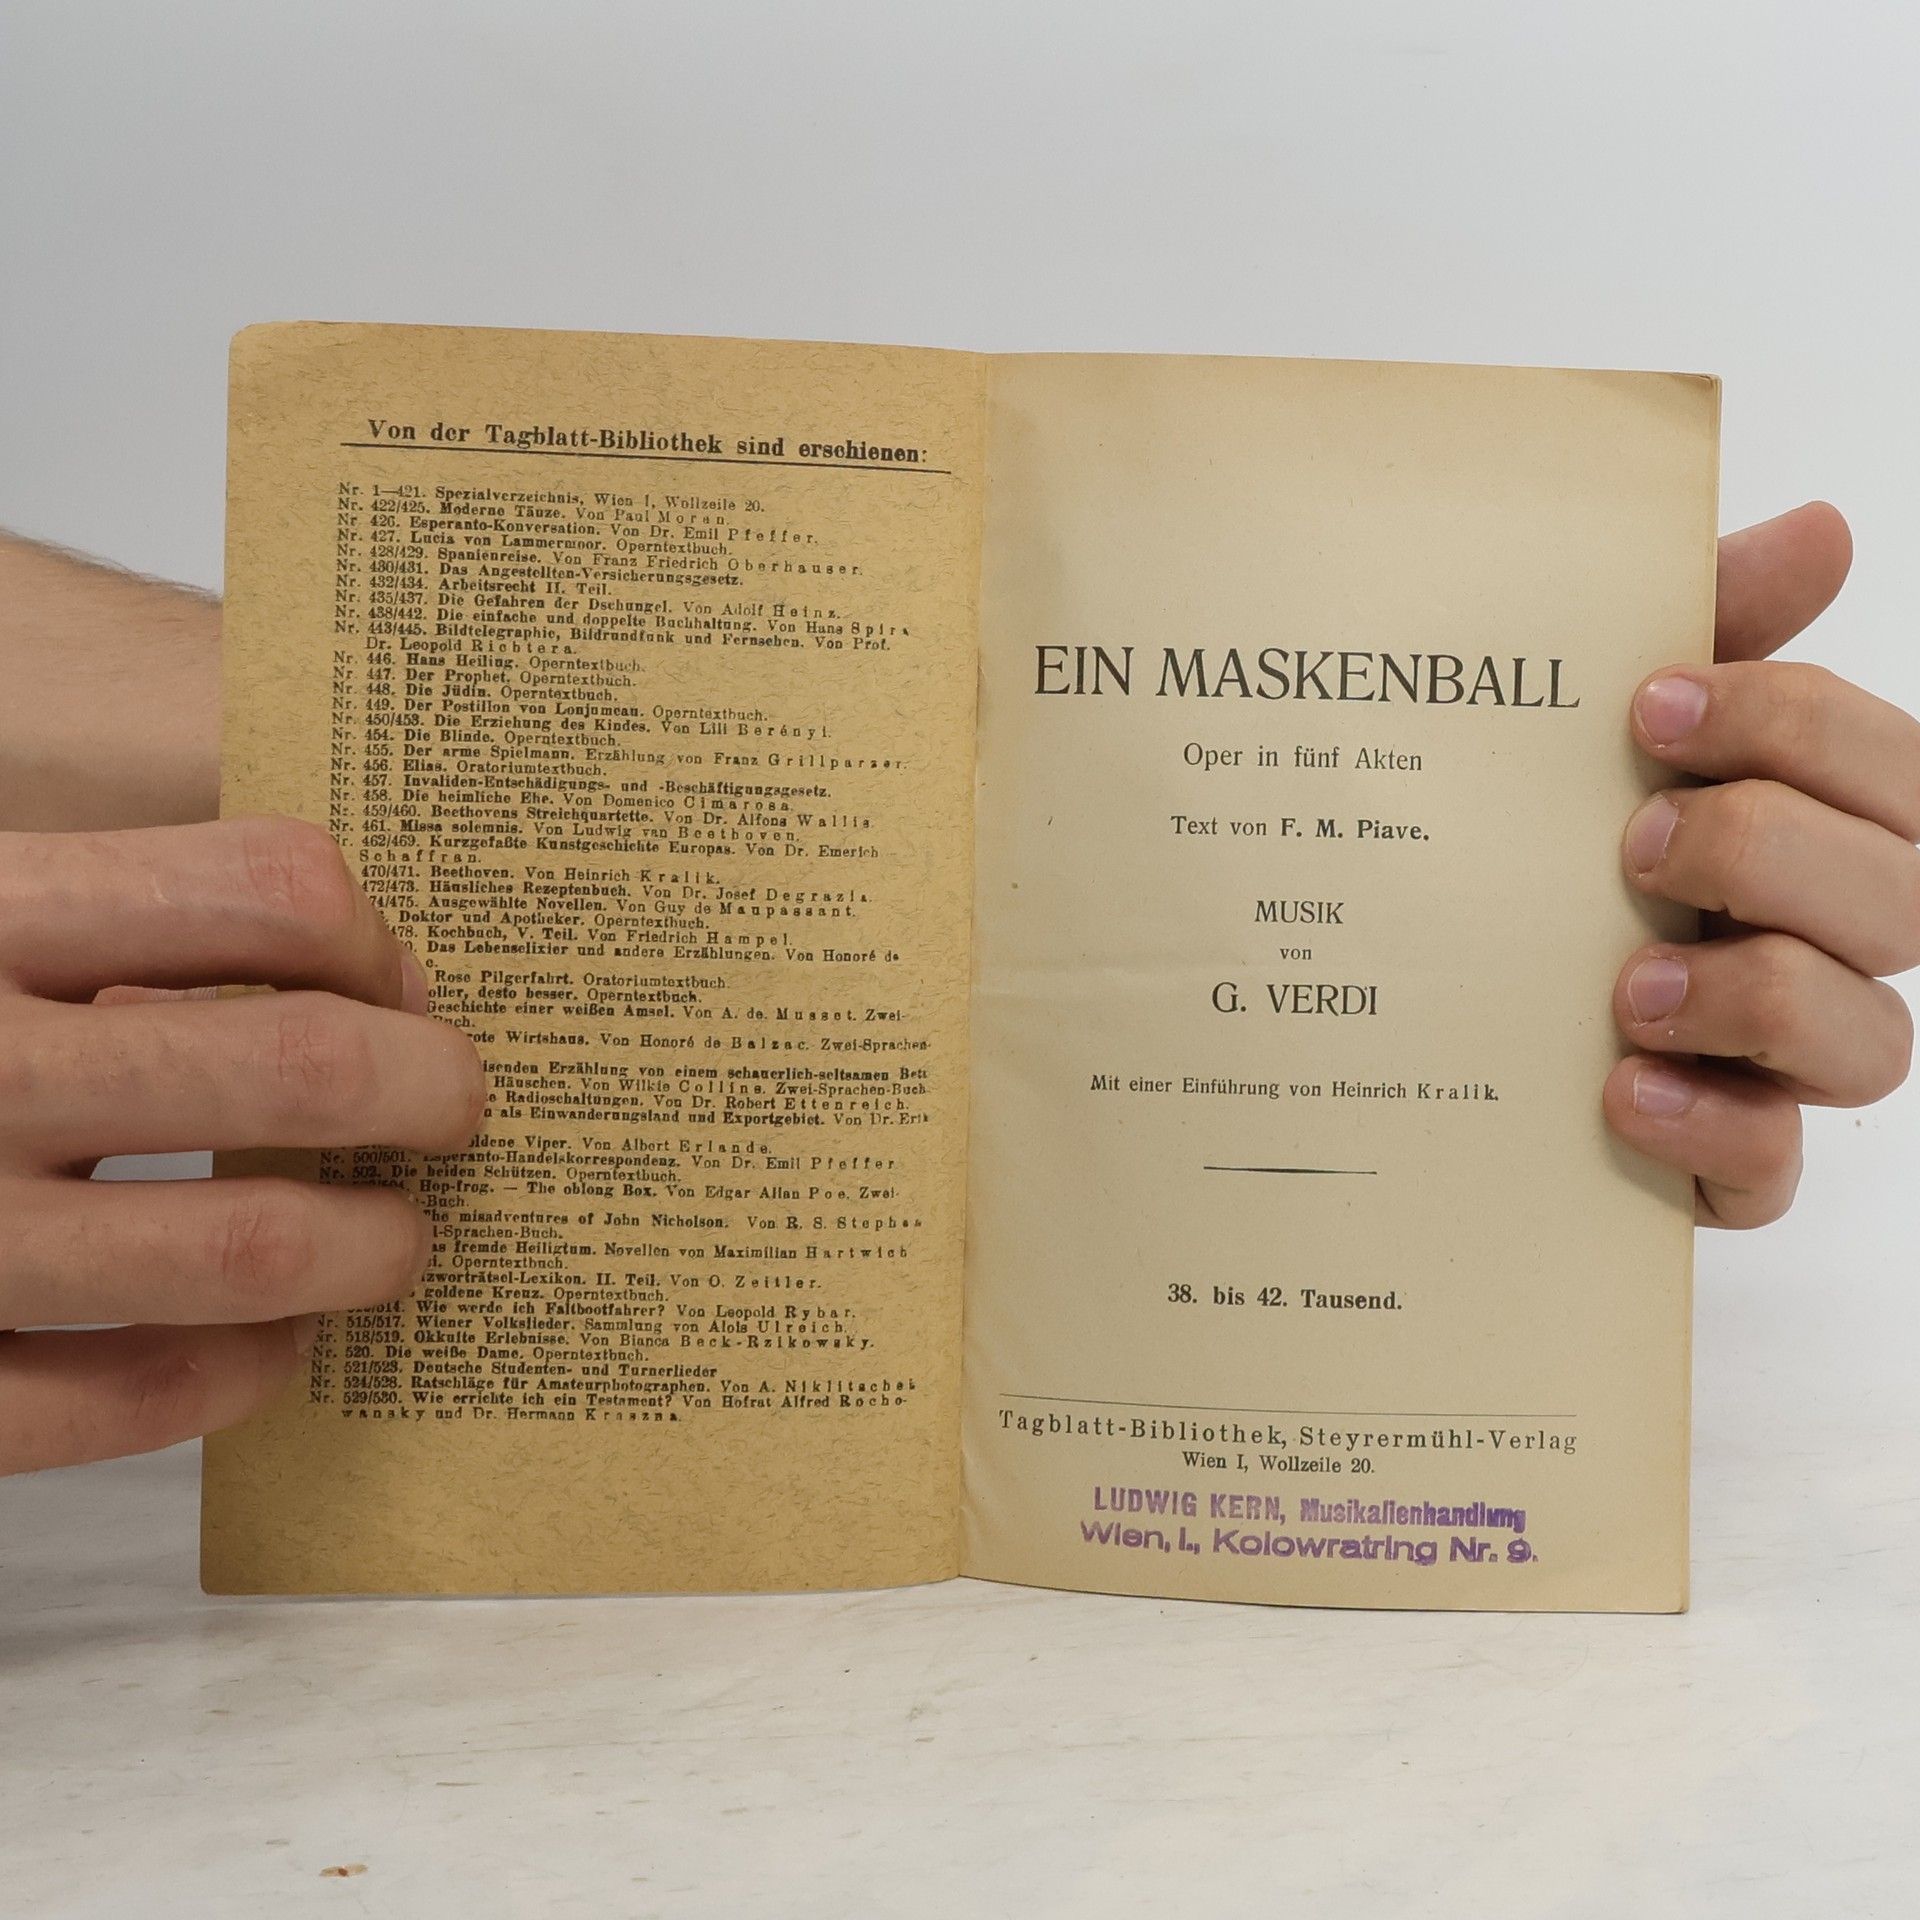 Von der Tagblatt-Bibliothek sind erschienen:
Nr. 1—421. Spezialverzeichnis, Wien I, Wollzeile 20.
Nr. 422/425. Moderne Tänze. Von Paul Moran.
Nr. 426. Esperanto-Konversation. Von Dr. Emil Pfeffer.
Nr. 427. Lucia von Lammermoor. Operntextbuch.
Nr. 428/429. Spanienreise. Von Franz Friedrich Oberhauser.
Nr. 430/431. Das Angestellten-Versicherungsgesetz.
Nr. 432/434. Arbeitsrecht II. Teil.
Nr. 435/437. Die Gefahren der Dschungel. Von Adolf Heinz.
Nr. 438/442. Die einfache und doppelte Buchhaltung. Von Hans Spira
Nr. 443/445. Bildtelegraphie, Bildrundfunk und Fernsehen. Von Prof.
Dr. Leopold Richtera.
Nr. 446. Hans Heiling. Operntextbuch.
Nr. 447. Der Prophet. Operntextbuch.
Nr. 448. Die Jüdin. Operntextbuch.
Nr. 449. Der Postillon von Lonjumeau. Operntextbuch.
Nr. 450/453. Die Erziehung des Kindes. Von Lili Berényi.
Nr. 454. Die Blinde. Operntextbuch.
Nr. 455. Der arme Spielmann. Erzählung von Franz Grillparzer.
Nr. 456. Elias. Oratoriumtextbuch.
Nr. 457. Invaliden-Entschädigungs- und -Beschäftigungsgesetz.
Nr. 458. Die heimliche Ehe. Von Domenico Cimarosa.
Nr. 459/460. Beethovens Streichquartette. Von Dr. Alfons Wallis
Nr. 461. Missa solemnis. Von Ludwig van Beethoven.
Nr. 462/469. Kurzgefaßte Kunstgeschichte Europas. Von Dr. Emerich
Schaffran.
470/471. Beethoven. Von Heinrich Kralik.
472/473. Häusliches Rezeptenbuch. Von Dr. Josef Degrazia.
74/475. Ausgewählte Novellen. Von Guy de Maupassant.
Doktor und Apotheker. Operntextbuch.
478. Kochbuch, V. Teil. Von Friedrich Hampel.
Das Lebenselixier und andere Erzählungen. Von Honoré de
Rose Pilgerfahrt. Oratoriumtextbuch.
oller, desto besser. Operntextbuch.
Geschichte einer weißen Amsel. Von A. de. Musset. Zwei-
Buch.
rote Wirtshaus. Von Honoré de Balzac. Zwei-Sprachen-
isenden Erzählung von einem schauerlich-seltsamen Bett
Häuschen. Von Wilkie Collins. Zwei-Sprachen-Buch
e Radioschaltungen. Von Dr. Robert Ettenreich.
n als Einwanderungsland und Exportgebiet. Von Dr. Erik
oldene Viper. Von Albert Erlande.
Nr. 500/501. Esperanto-Handelskorrespondenz. Von Dr. Emil Pfeffer
Nr. 502. Die beiden Schützen. Operntextbuch.
Hop-frog. — The oblong Box. Von Edgar Allan Poe. Zwei-
-Buch.
The misadventures of John Nicholson. Von R. S. Stephen
l-Sprachen-Buch.
as fremde Heiligtum. Novellen von Maximilian Hartwich
ei. Operntextbuch.
zworträtsel-Lexikon. II. Teil. Von O. Zeitler.
goldene Kreuz. Operntextbuch.
514. Wie werde ich Faltbootfahrer? Von Leopold Rybar.
Nr. 515/517. Wiener Volkslieder. Sammlung von Alois Ulreich.
Nr. 518/519. Okkulte Erlebnisse. Von Bianca Beck-Rzikowsky.
Nr. 520. Die weiße Dame. Operntextbuch.
Nr. 521/523. Deutsche Studenten- und Turnerlieder
Nr. 524/528. Ratschläge für Amateurphotographen. Von A. Niklitschek
Nr. 529/530. Wie errichte ich ein Testament? Von Hofrat Alfred Rocho-
wansky und Dr. Hermann Kraszna.
EIN MASKENBALL
Oper in fünf Akten
Text von F. M. Piave.
MUSIK
von
G. VERDI
Mit einer Einführung von Heinrich Kralik.
38. bis 42. Tausend.
Tagblatt-Bibliothek, Steyrermühl-Verlag
Wien I, Wollzeile 20.
LUDWIG KERN, Musikalienhandlung
Wien, I., Kolowratring Nr. 9.